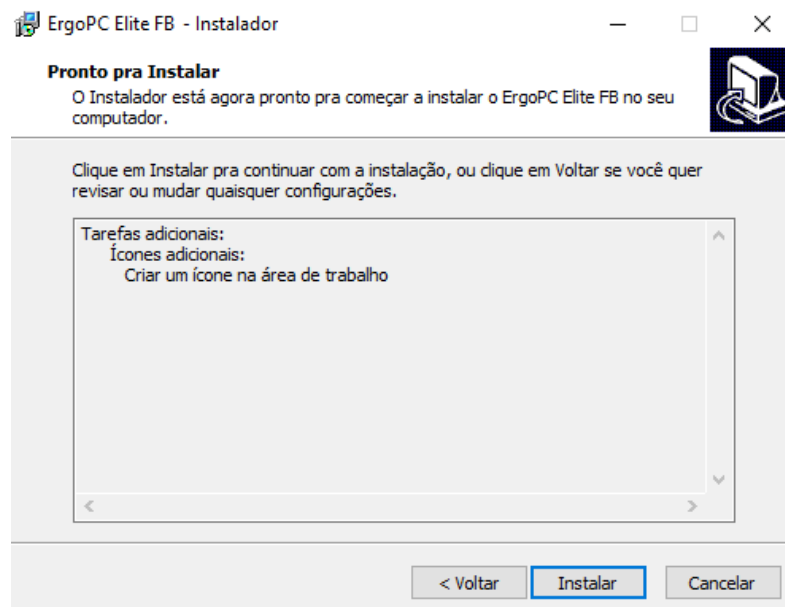 ErgoPC Elite FB - Instalador
Pronto pra Instalar
O Instalador está agora pronto pra começar a instalar o ErgoPC Elite FB no seu
computador.
Clique em Instalar pra continuar com a instalação, ou clique em Voltar se você quer
revisar ou mudar quaisquer configurações.
Tarefas adicionais:
Ícones adicionais:
Criar um ícone na área de trabalho
< Voltar
Instalar
Cancelar